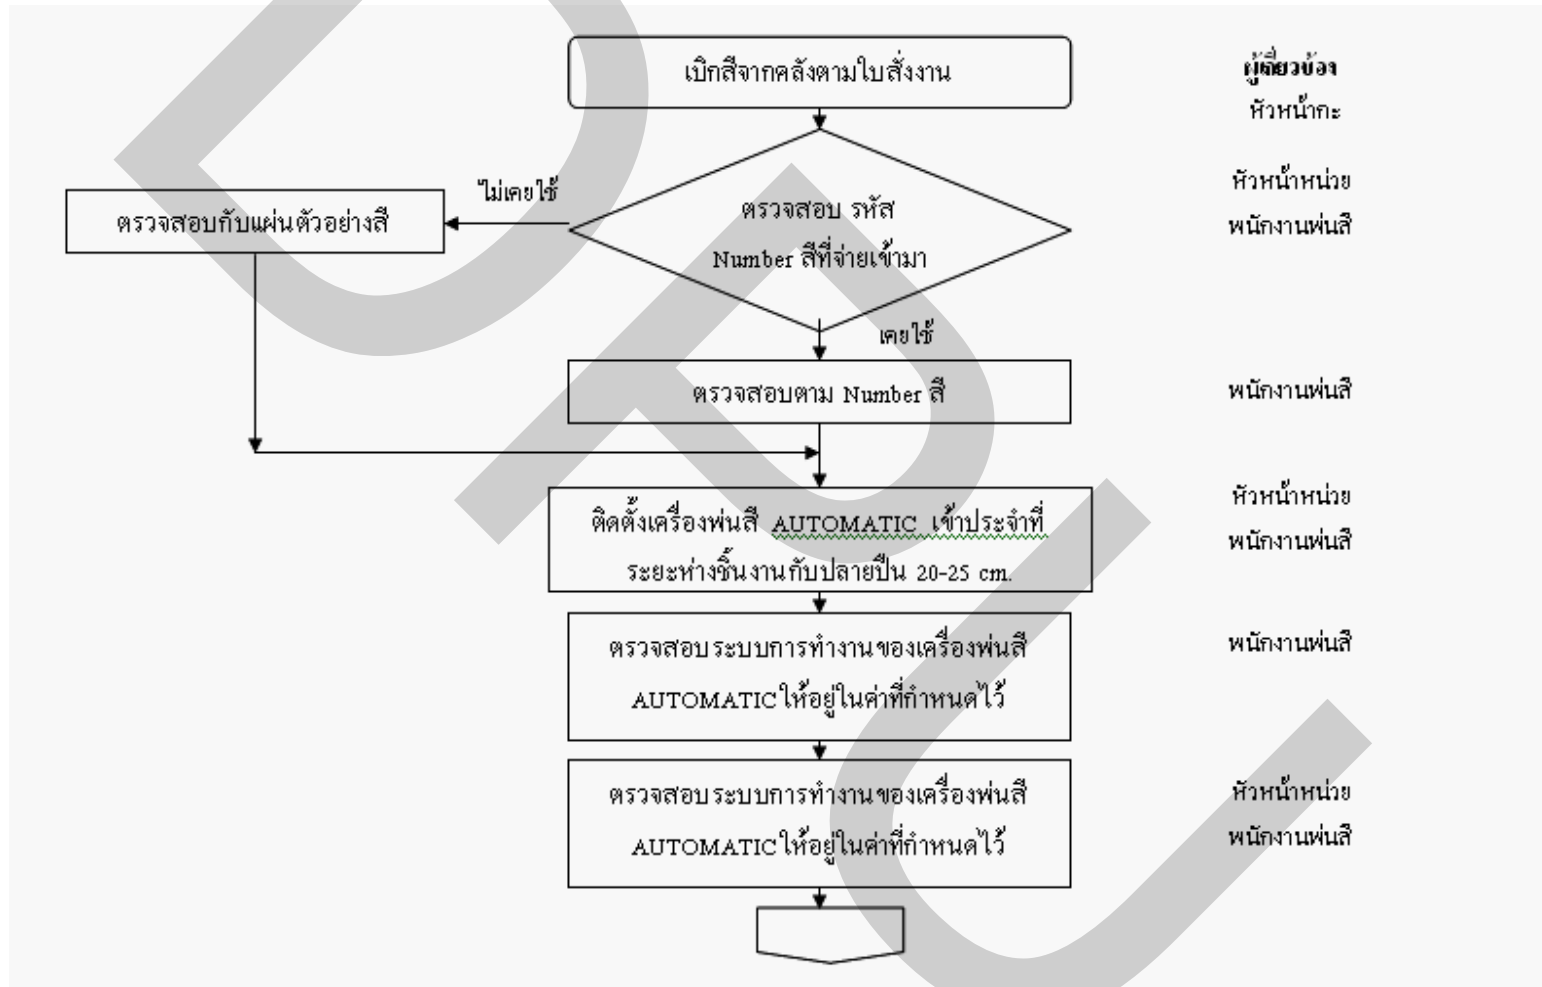 เบิกสีจากคลังตามใบสั่งงาน
ผู้เกี่ยวข้อง
หัวหน้ากะ
ไม่เคยใช้
ตรวจสอบกับแผ่นตัวอย่างสี
ตรวจสอบ รหัส
Number สีที่จ่ายเข้ามา
หัวหน้าหน่วย
พนักงานพ่นสี
เคยใช้
ตรวจสอบตาม Number สี
พนักงานพ่นสี
ติดตั้งเครื่องพ่นสี AUTOMATIC เข้าประจำที่
ระยะห่างชิ้นงานกับปลายปืน 20-25 cm.
หัวหน้าหน่วย
พนักงานพ่นสี
ตรวจสอบระบบการทำงานของเครื่องพ่นสี
AUTOMATIC ให้อยู่ในค่าที่กำหนดไว้
พนักงานพ่นสี
ตรวจสอบระบบการทำงานของเครื่องพ่นสี
AUTOMATIC ให้อยู่ในค่าที่กำหนดไว้
หัวหน้าหน่วย
พนักงานพ่นสี
DPU